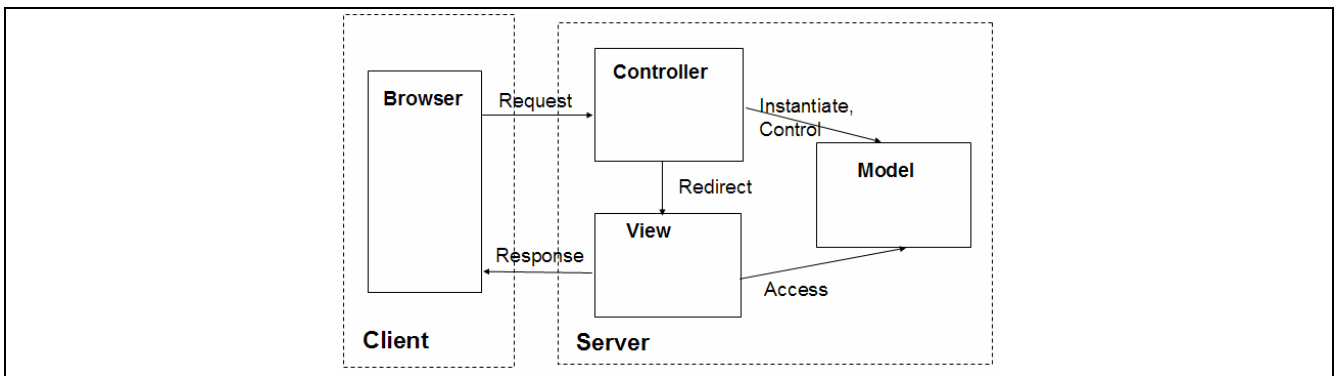 Controller
Browser
Request
Instantiate,
Control
Model
Redirect
View
Response
Access
Client
Server